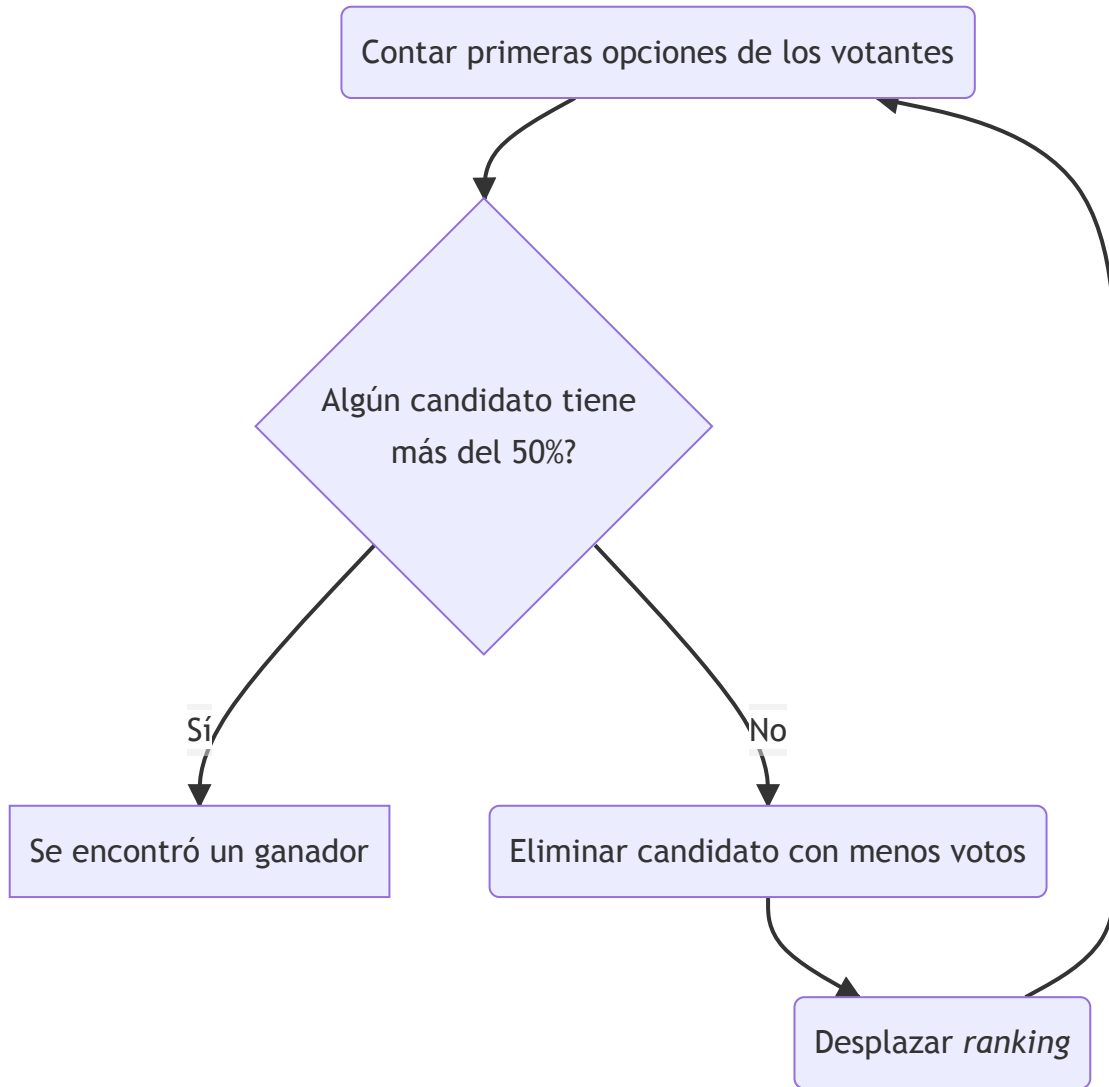 Contar primeras opciones de los votantes
Algún candidato tiene
más del 50%?
Sí
No
Se encontró un ganador
Eliminar candidato con menos votos
Desplazar ranking